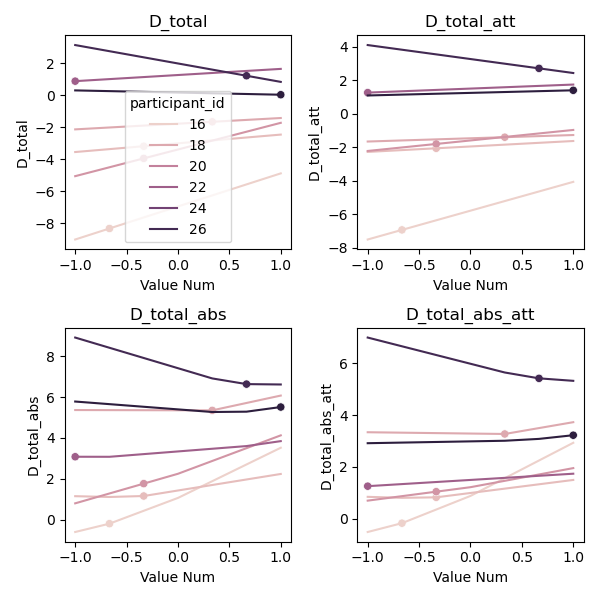 D_total
D_total
2
0
−2
−4
−6
−8
participant_id
16
18
20
22
24
26
−1.0 −0.5 0.0 0.5 1.0
Value Num
D_total_att
D_total_att
4
2
0
−2
−4
−6
−8
−1.0 −0.5 0.0 0.5 1.0
Value Num
D_total_abs
D_total_abs
8
6
4
2
0
−1.0 −0.5 0.0 0.5 1.0
Value Num
D_total_abs_att
D_total_abs_att
6
4
2
0
−1.0 −0.5 0.0 0.5 1.0
Value Num